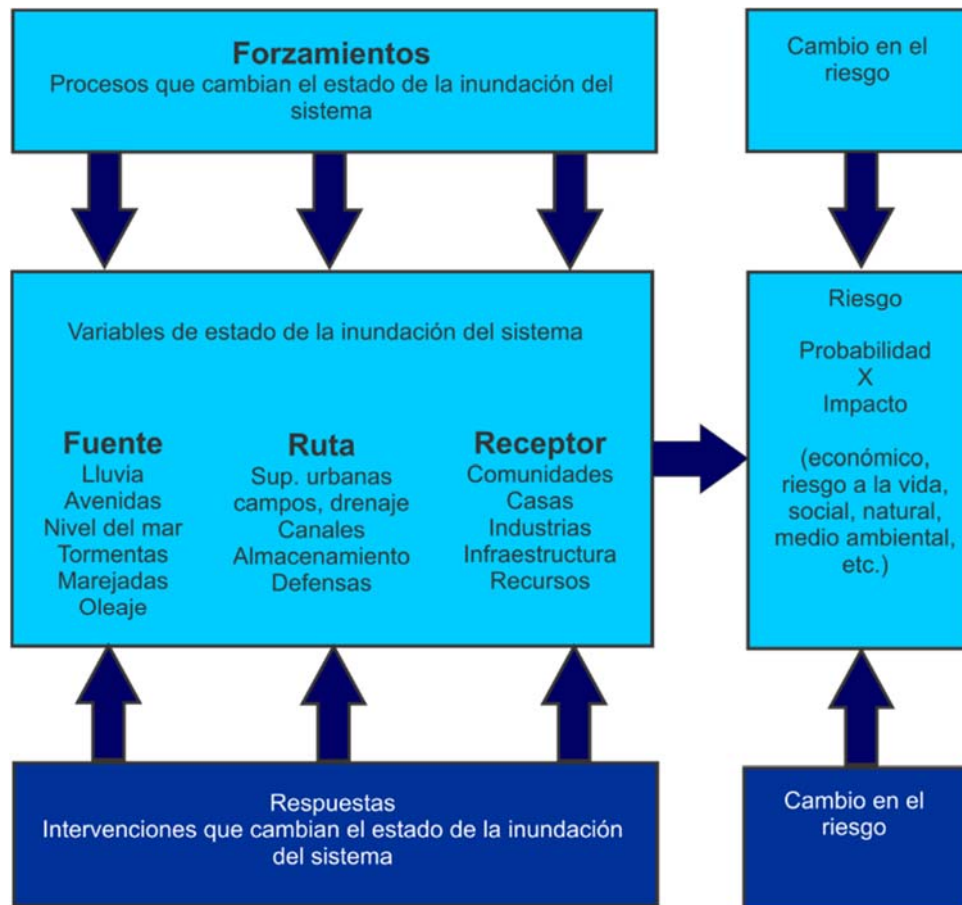 Forzamientos
Procesos que cambian el estado de la inundación del
sistema
Cambio en el
riesgo
Variables de estado de la inundación del sistema
Fuente
Lluvia
Avenidas
Nivel del mar
Tormentas
Marejadas
Oleaje
Ruta
Sup. urbanas
campos, drenaje
Canales
Almacenamiento
Defensas
Receptor
Comunidades
Casas
Industrias
Infraestructura
Recursos
Riesgo
Probabilidad
X
Impacto
(económico,
riesgo a la vida,
social, natural,
medio ambiental,
etc.)
Respuestas
Intervenciones que cambian el estado de la inundación
del sistema
Cambio en el
riesgo